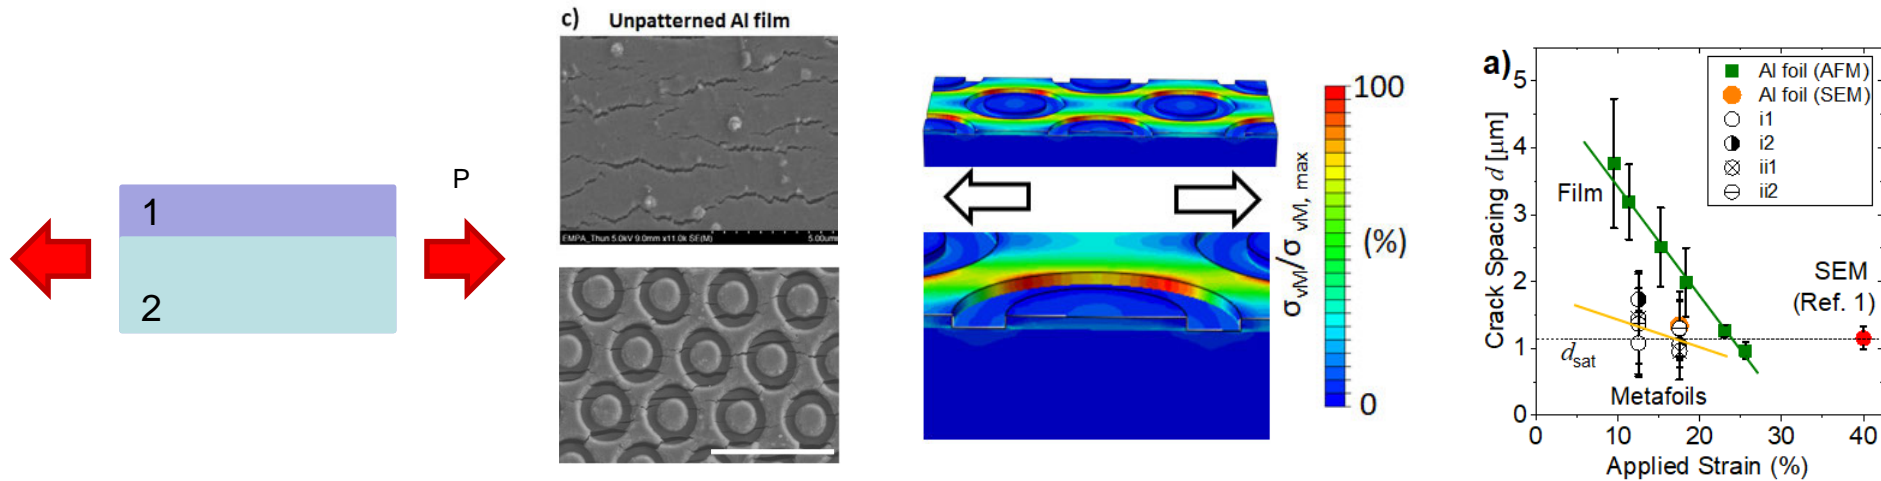 1
2
P
c) Unpatterned Al film
EMPA_Thun 5.0kV 9.0mm x11.0k SE(M)
5.00um
100
0
(%)
σvM/σvM, max
a)
Al foil (AFM)
Al foil (SEM)
i1
i2
ii1
ii2
Film
SEM
(Ref. 1)
dsat
Metafoils
5
4
3
2
1
0
Crack Spacing d [µm]
0 10 20 30 40
Applied Strain (%)